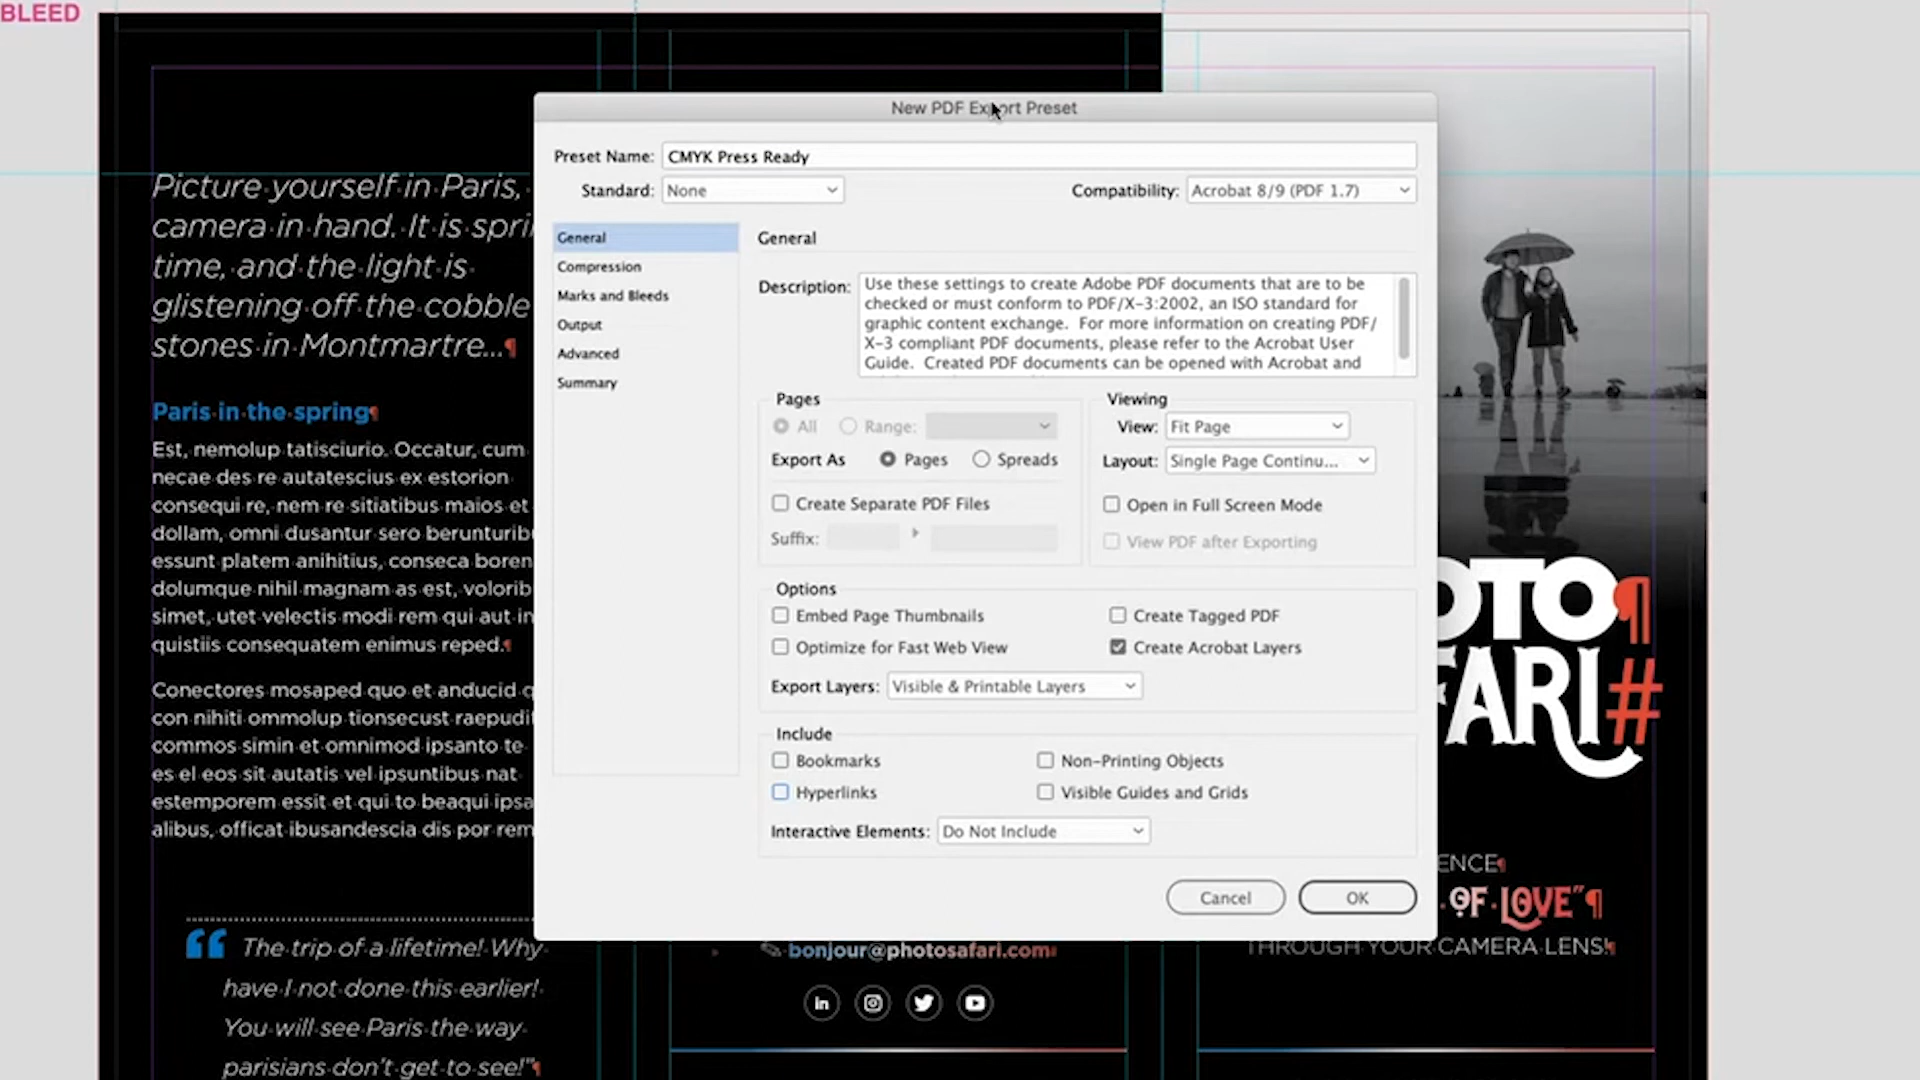 BLEED
Picture yourself in Paris,
camera in hand. It is spri
time, and the light is
glistening off the cobble
stones in Montmartre...¶
Paris in the spring¶
Est, nemolup tatisciurio. Occatur, cum
necae des re autatescius ex estorion
consequi re, nem re sitiatibus maios et
dollam, omni dusantur sero berunturib
essunt platem anihitius, conseca boren
dolumque nihil magnam as est, volorib
simet, utet velectis modi rem qui aut in
quistiis consequatem enimus reped.¶
Conectores mosaped quo et anducid q
con nihiti ommolup tionsecust raepudit
commos simin et omnimod ipsanto te
es el eos sit autatis vel ipsuntibus nat
estemporem essit et qui to beaqui ipsa
alibus, officat ibusandescia dis por rem
“ The trip of a lifetime! Why
have I not done this earlier!
You will see Paris the way
parisians don't get to see!"¶
New PDF Export Preset
Preset Name: CMYK Press Ready
Standard: None Compatibility: Acrobat 8/9 (PDF 1.7)
General
Compression
Marks and Bleeds
Output
Advanced
Summary
General
Description: Use these settings to create Adobe PDF documents that are to be
checked or must conform to PDF/X-3:2002, an ISO standard for
graphic content exchange. For more information on creating PDF/
X-3 compliant PDF documents, please refer to the Acrobat User
Guide. Created PDF documents can be opened with Acrobat and
Pages
All Range:
Export As Pages Spreads
Create Separate PDF Files
Suffix:
Viewing
View: Fit Page
Layout: Single Page Continu...
Open in Full Screen Mode
View PDF after Exporting
Options
Embed Page Thumbnails Create Tagged PDF
Optimize for Fast Web View Create Acrobat Layers
Export Layers: Visible & Printable Layers
Include
Bookmarks Non-Printing Objects
Hyperlinks Visible Guides and Grids
Interactive Elements: Do Not Include
Cancel OK
bonjour@photosafari.com
in
OTO¶
FARI#
ENCE¶
OF LOVE"¶
THROUGH YOUR CAMERA LENS!¶